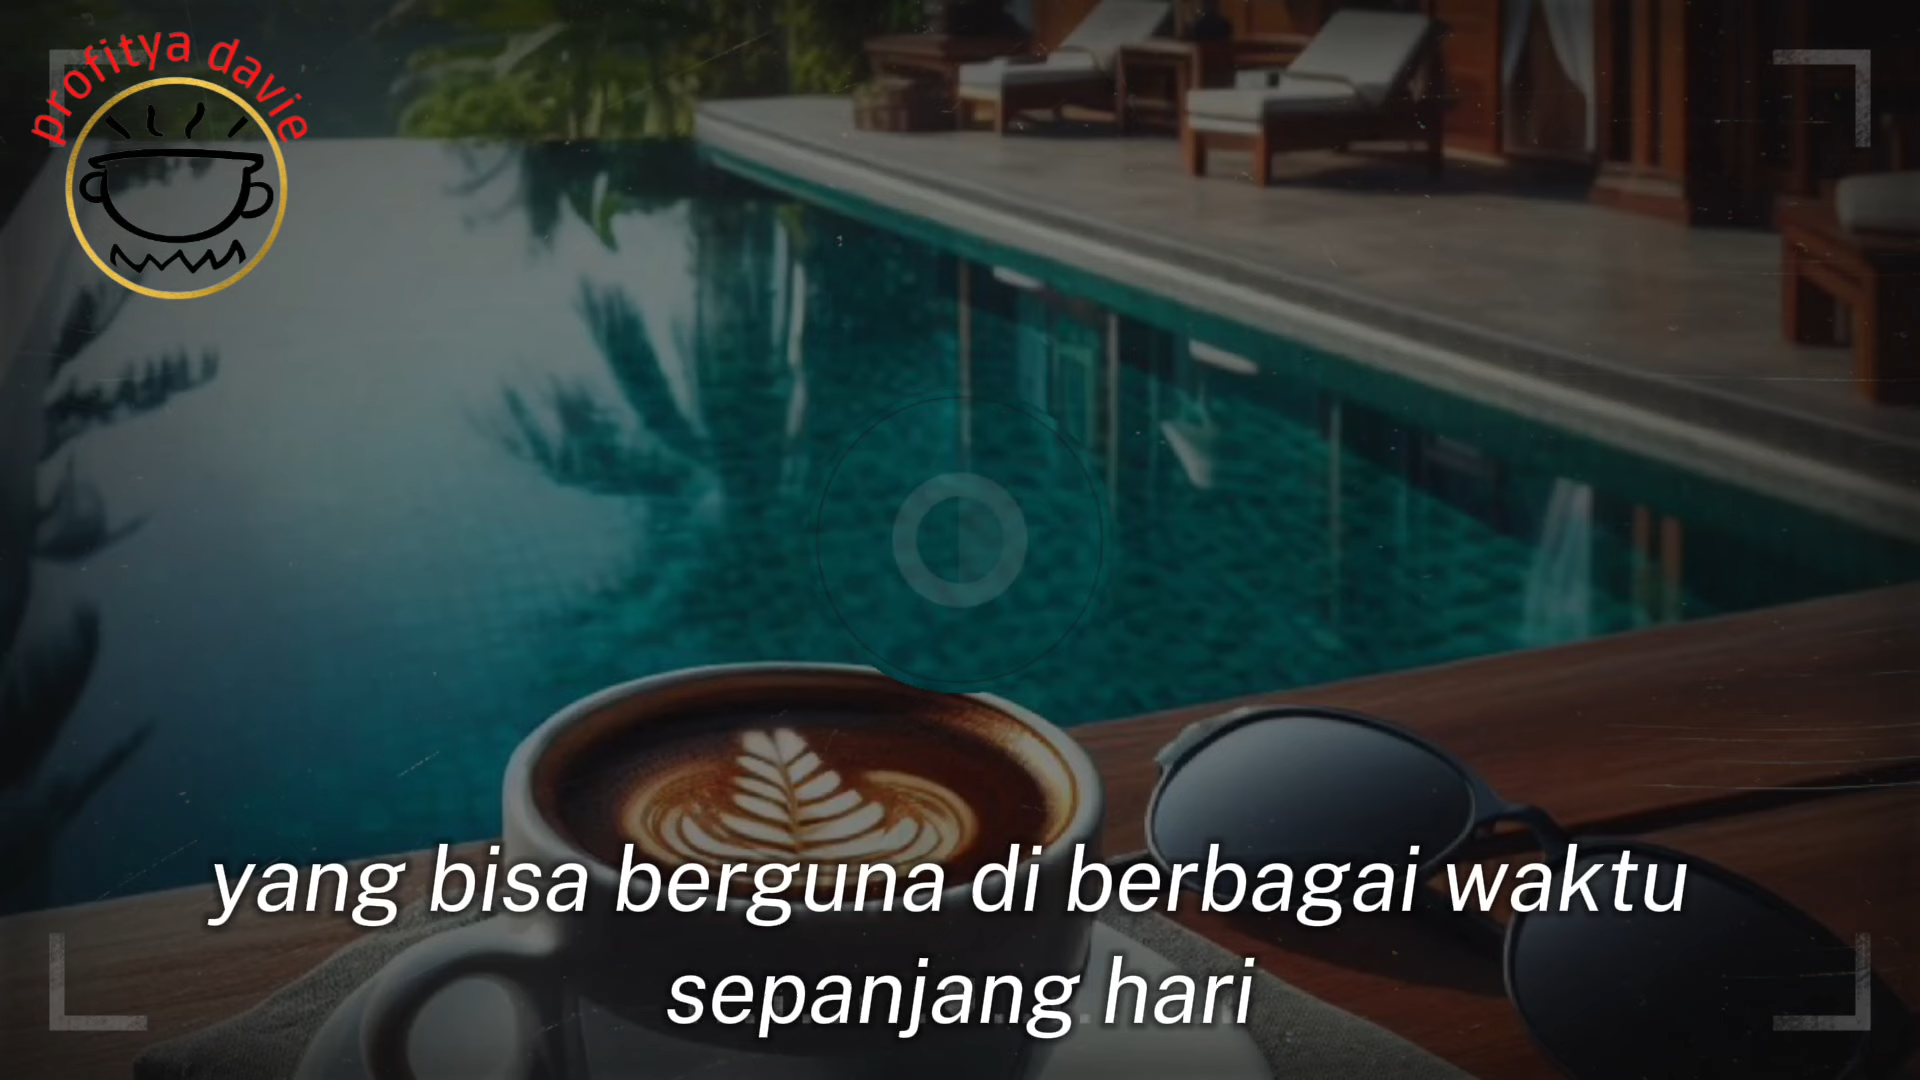 profitya davie
yang bisa berguna di berbagai waktu
sepanjang hari